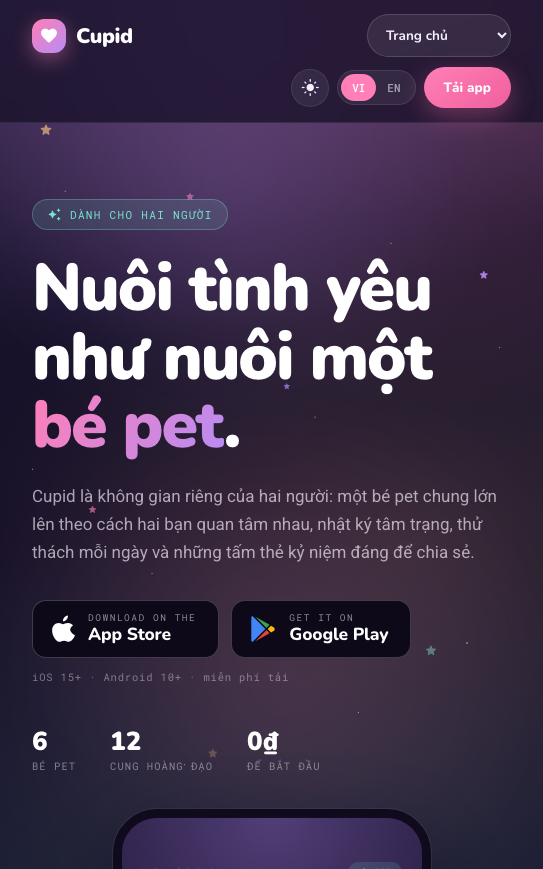 Cupid
Trang chủ
VI EN
Tải app
DÀNH CHO HAI NGƯỜI
Nuôi tình yêu
như nuôi một
bé pet.
Cupid là không gian riêng của hai người: một bé pet chung lớn
lên theo cách hai bạn quan tâm nhau, nhật ký tâm trạng, thử
thách mỗi ngày và những tấm thẻ kỷ niệm đáng để chia sẻ.
DOWNLOAD ON THE
App Store
GET IT ON
Google Play
iOS 15+ · Android 10+ · miễn phí tải
6
BÉ PET
12
CUNG HOÀNG ĐẠO
0₫
ĐỂ BẮT ĐẦU